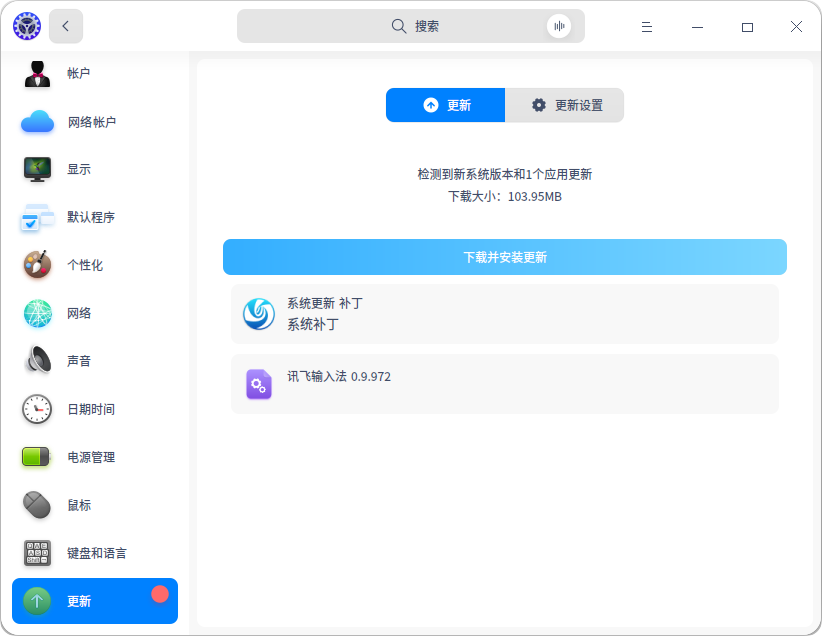 搜索
帐户
网络帐户
显示
默认程序
个性化
网络
声音
日期时间
电源管理
鼠标
键盘和语言
更新
更新
更新设置
检测到新系统版本和1个应用更新
下载大小：103.95MB
下载并安装更新
系统更新 补丁
系统补丁
讯飞输入法 0.9.972